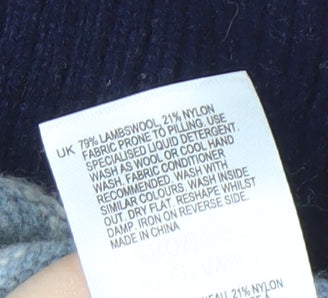 UK 79% LAMBSWOOL, 21% NYLON
FABRIC PRONE TO PILLING. USE
SPECIALISED LIQUID DETERGENT.
WASH AS WOOL OR COOL HAND
WASH. FABRIC CONDITIONER
RECOMMENDED. WASH WITH
SIMILAR COLOURS. WASH INSIDE
OUT. DRY FLAT. RESHAPE WHILST
DAMP. IRON ON REVERSE SIDE.
MADE IN CHINA
21% NYLON